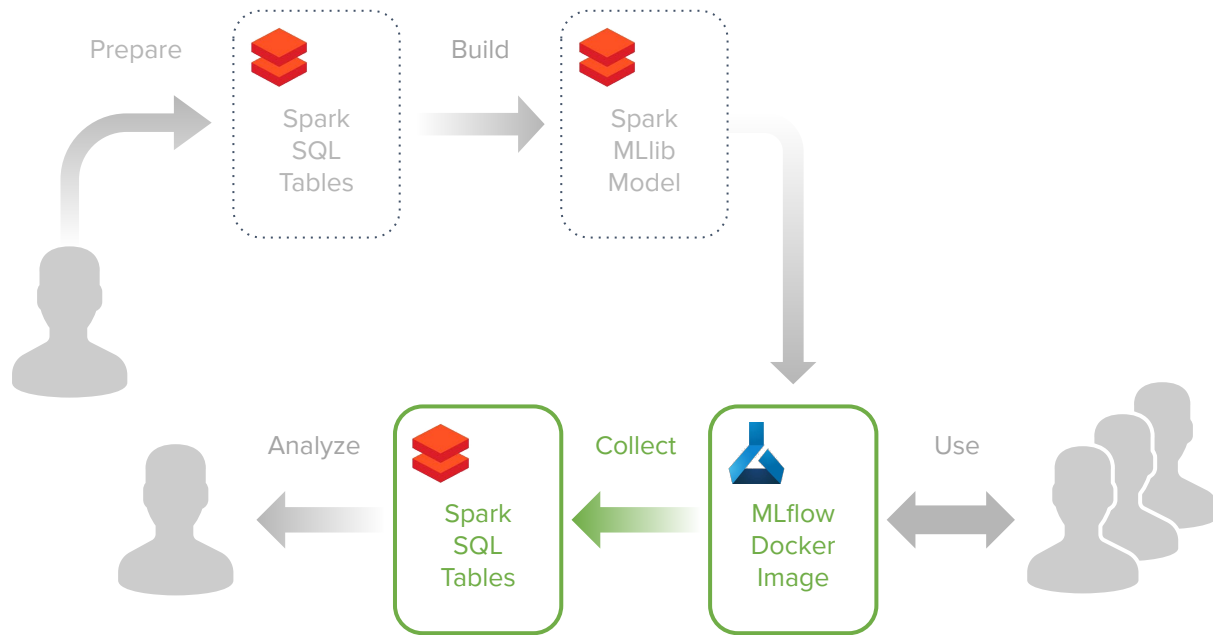 Prepare
Spark
SQL
Tables
Build
Spark
MLlib
Model
Analyze
Spark
SQL
Tables
Collect
MLflow
Docker
Image
Use